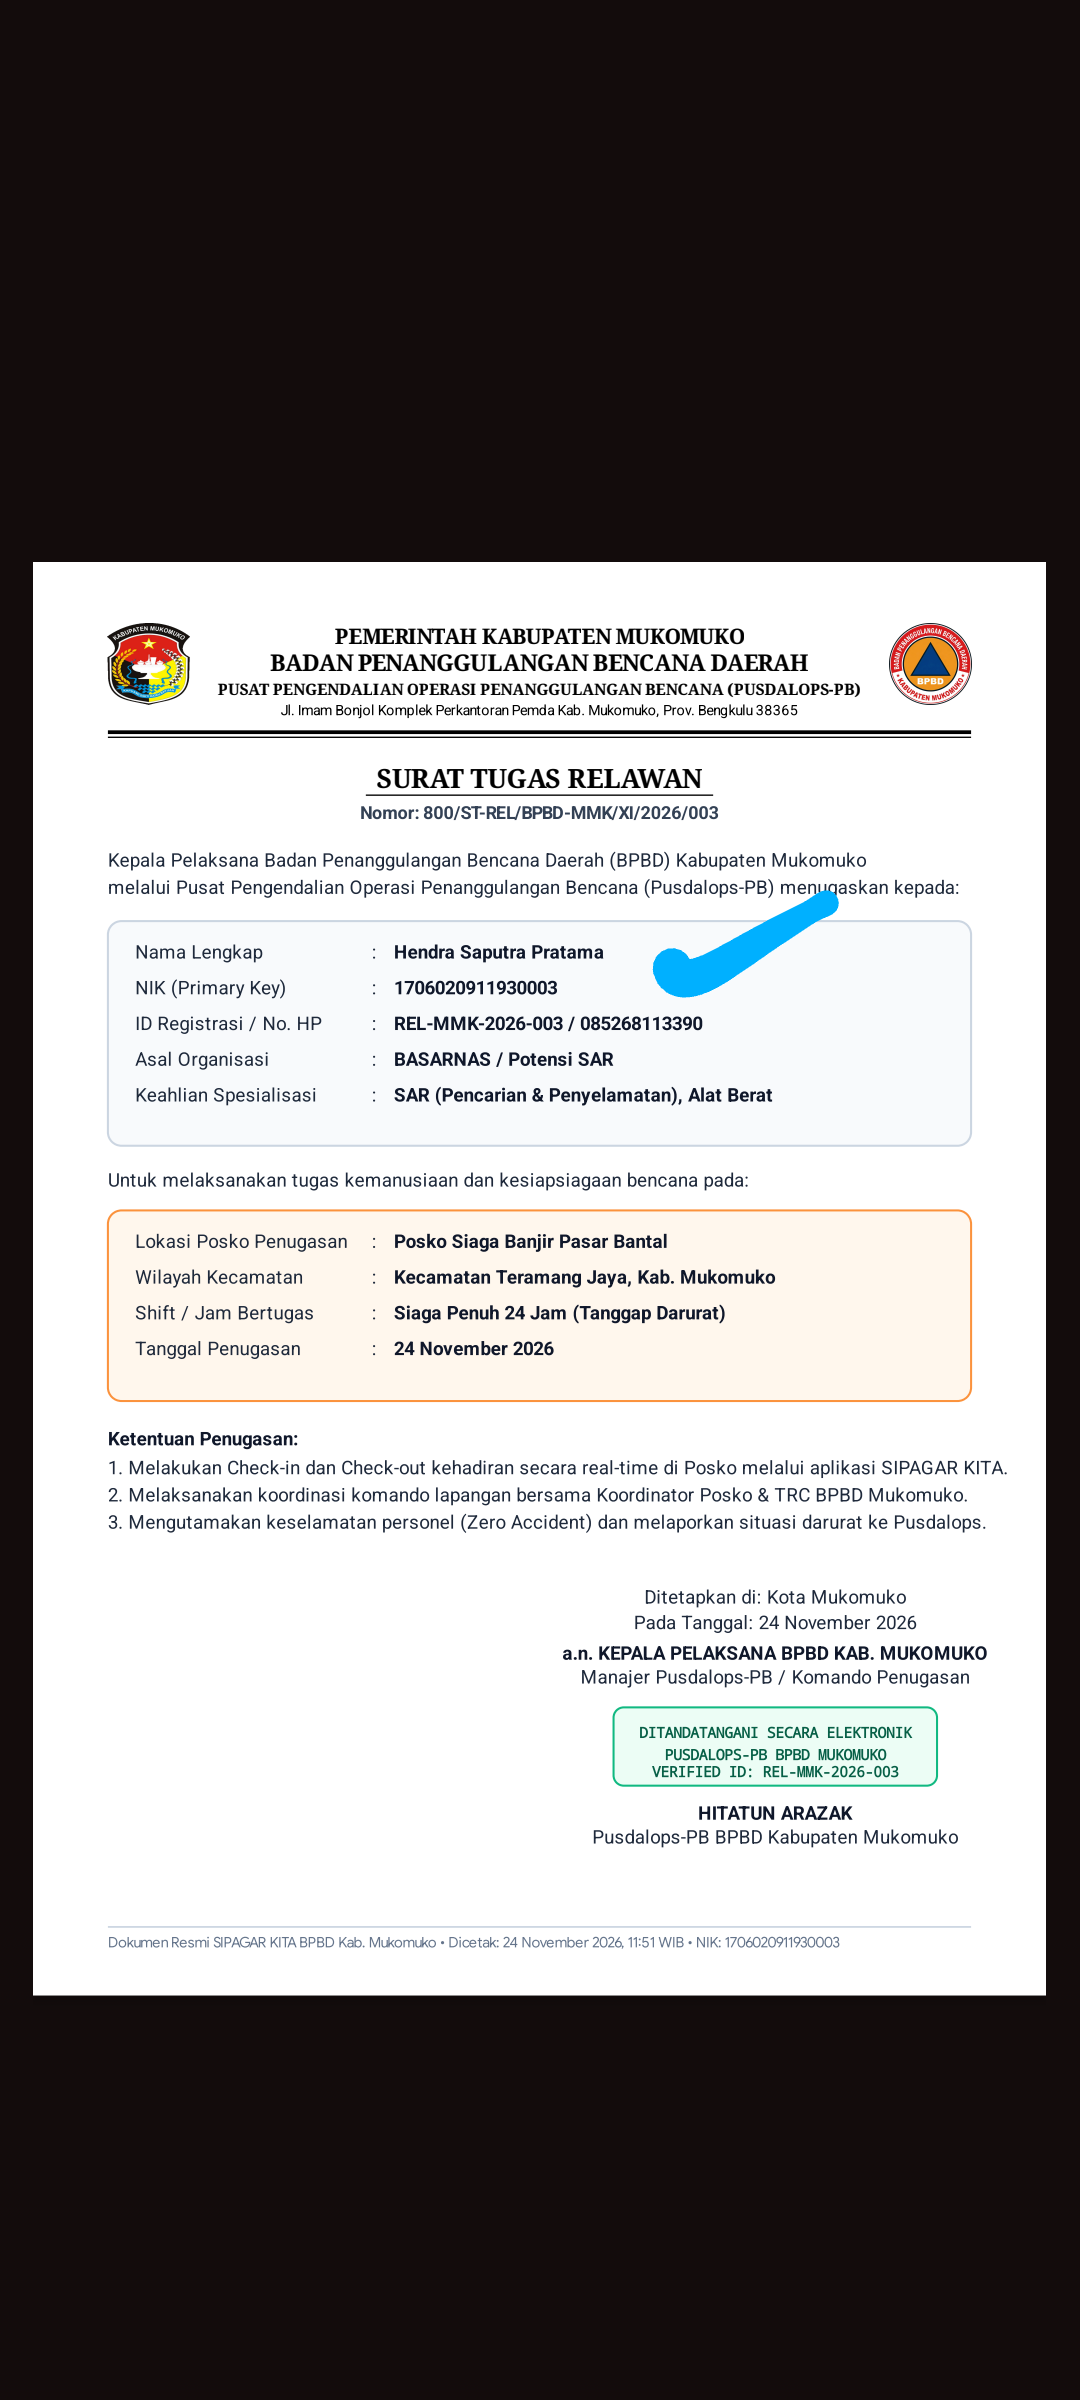 KABUPATEN MUKOMUKO
BADAN PENANGGULANGAN BENCANA DAERAH
BPBD
KABUPATEN MUKOMUKO
PEMERINTAH KABUPATEN MUKOMUKO
BADAN PENANGGULANGAN BENCANA DAERAH
PUSAT PENGENDALIAN OPERASI PENANGGULANGAN BENCANA (PUSDALOPS-PB)
Jl. Imam Bonjol Komplek Perkantoran Pemda Kab. Mukomuko, Prov. Bengkulu 38365
SURAT TUGAS RELAWAN
Nomor: 800/ST-REL/BPBD-MMK/XI/2026/003
Kepala Pelaksana Badan Penanggulangan Bencana Daerah (BPBD) Kabupaten Mukomuko
melalui Pusat Pengendalian Operasi Penanggulangan Bencana (Pusdalops-PB) menugaskan kepada:
Nama Lengkap : Hendra Saputra Pratama
NIK (Primary Key) : 1706020911930003
ID Registrasi / No. HP : REL-MMK-2026-003 / 085268113390
Asal Organisasi : BASARNAS / Potensi SAR
Keahlian Spesialisasi : SAR (Pencarian & Penyelamatan), Alat Berat
Untuk melaksanakan tugas kemanusiaan dan kesiapsiagaan bencana pada:
Lokasi Posko Penugasan : Posko Siaga Banjir Pasar Bantal
Wilayah Kecamatan : Kecamatan Teramang Jaya, Kab. Mukomuko
Shift / Jam Bertugas : Siaga Penuh 24 Jam (Tanggap Darurat)
Tanggal Penugasan : 24 November 2026
Ketentuan Penugasan:
1. Melakukan Check-in dan Check-out kehadiran secara real-time di Posko melalui aplikasi SIPAGAR KITA.
2. Melaksanakan koordinasi komando lapangan bersama Koordinator Posko & TRC BPBD Mukomuko.
3. Mengutamakan keselamatan personel (Zero Accident) dan melaporkan situasi darurat ke Pusdalops.
Ditetapkan di: Kota Mukomuko
Pada Tanggal: 24 November 2026
a.n. KEPALA PELAKSANA BPBD KAB. MUKOMUKO
Manajer Pusdalops-PB / Komando Penugasan
DITANDATANGANI SECARA ELEKTRONIK
PUSDALOPS-PB BPBD MUKOMUKO
VERIFIED ID: REL-MMK-2026-003
HITATUN ARAZAK
Pusdalops-PB BPBD Kabupaten Mukomuko
Dokumen Resmi SIPAGAR KITA BPBD Kab. Mukomuko • Dicetak: 24 November 2026, 11:51 WIB • NIK: 1706020911930003